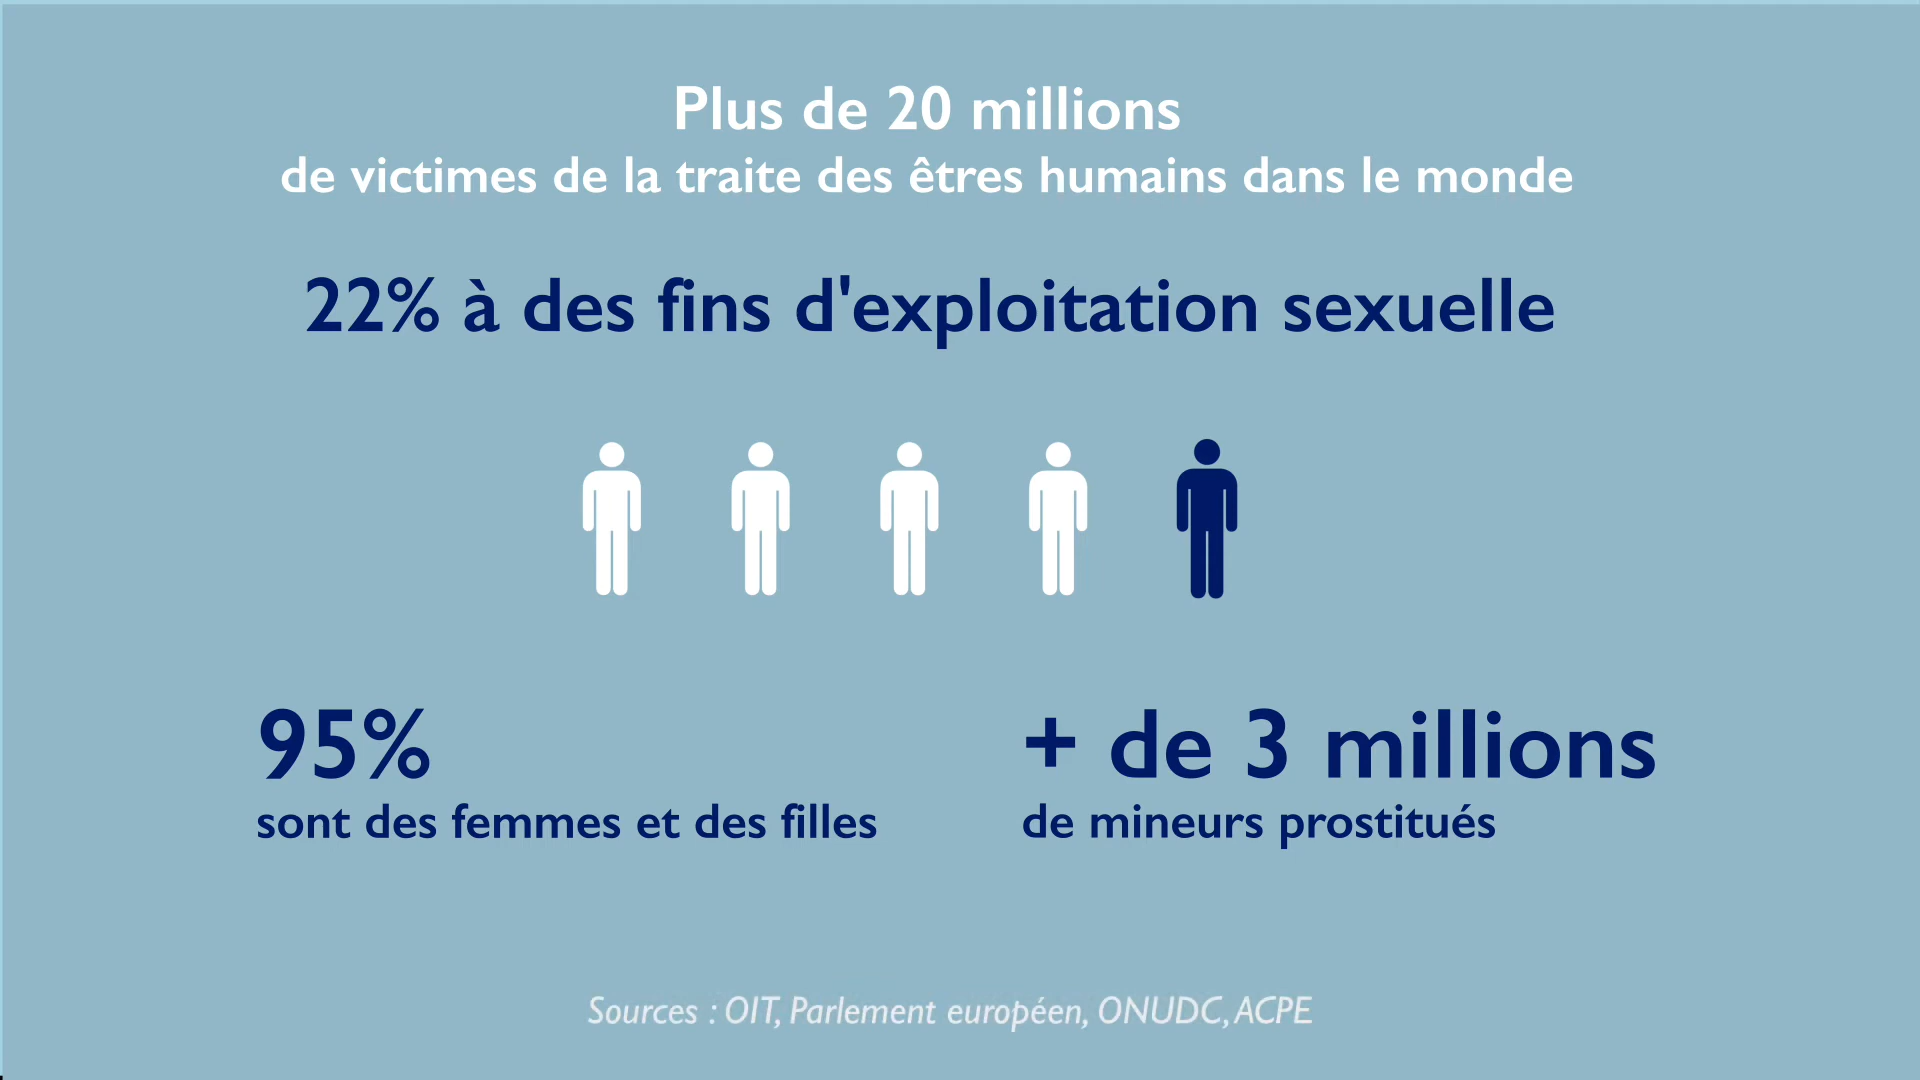 Plus de 20 millions
de victimes de la traite des êtres humains dans le monde
22% à des fins d'exploitation sexuelle
95%
sont des femmes et des filles
+ de 3 millions
de mineurs prostitués
Sources : OIT, Parlement européen, ONUDC, ACPE